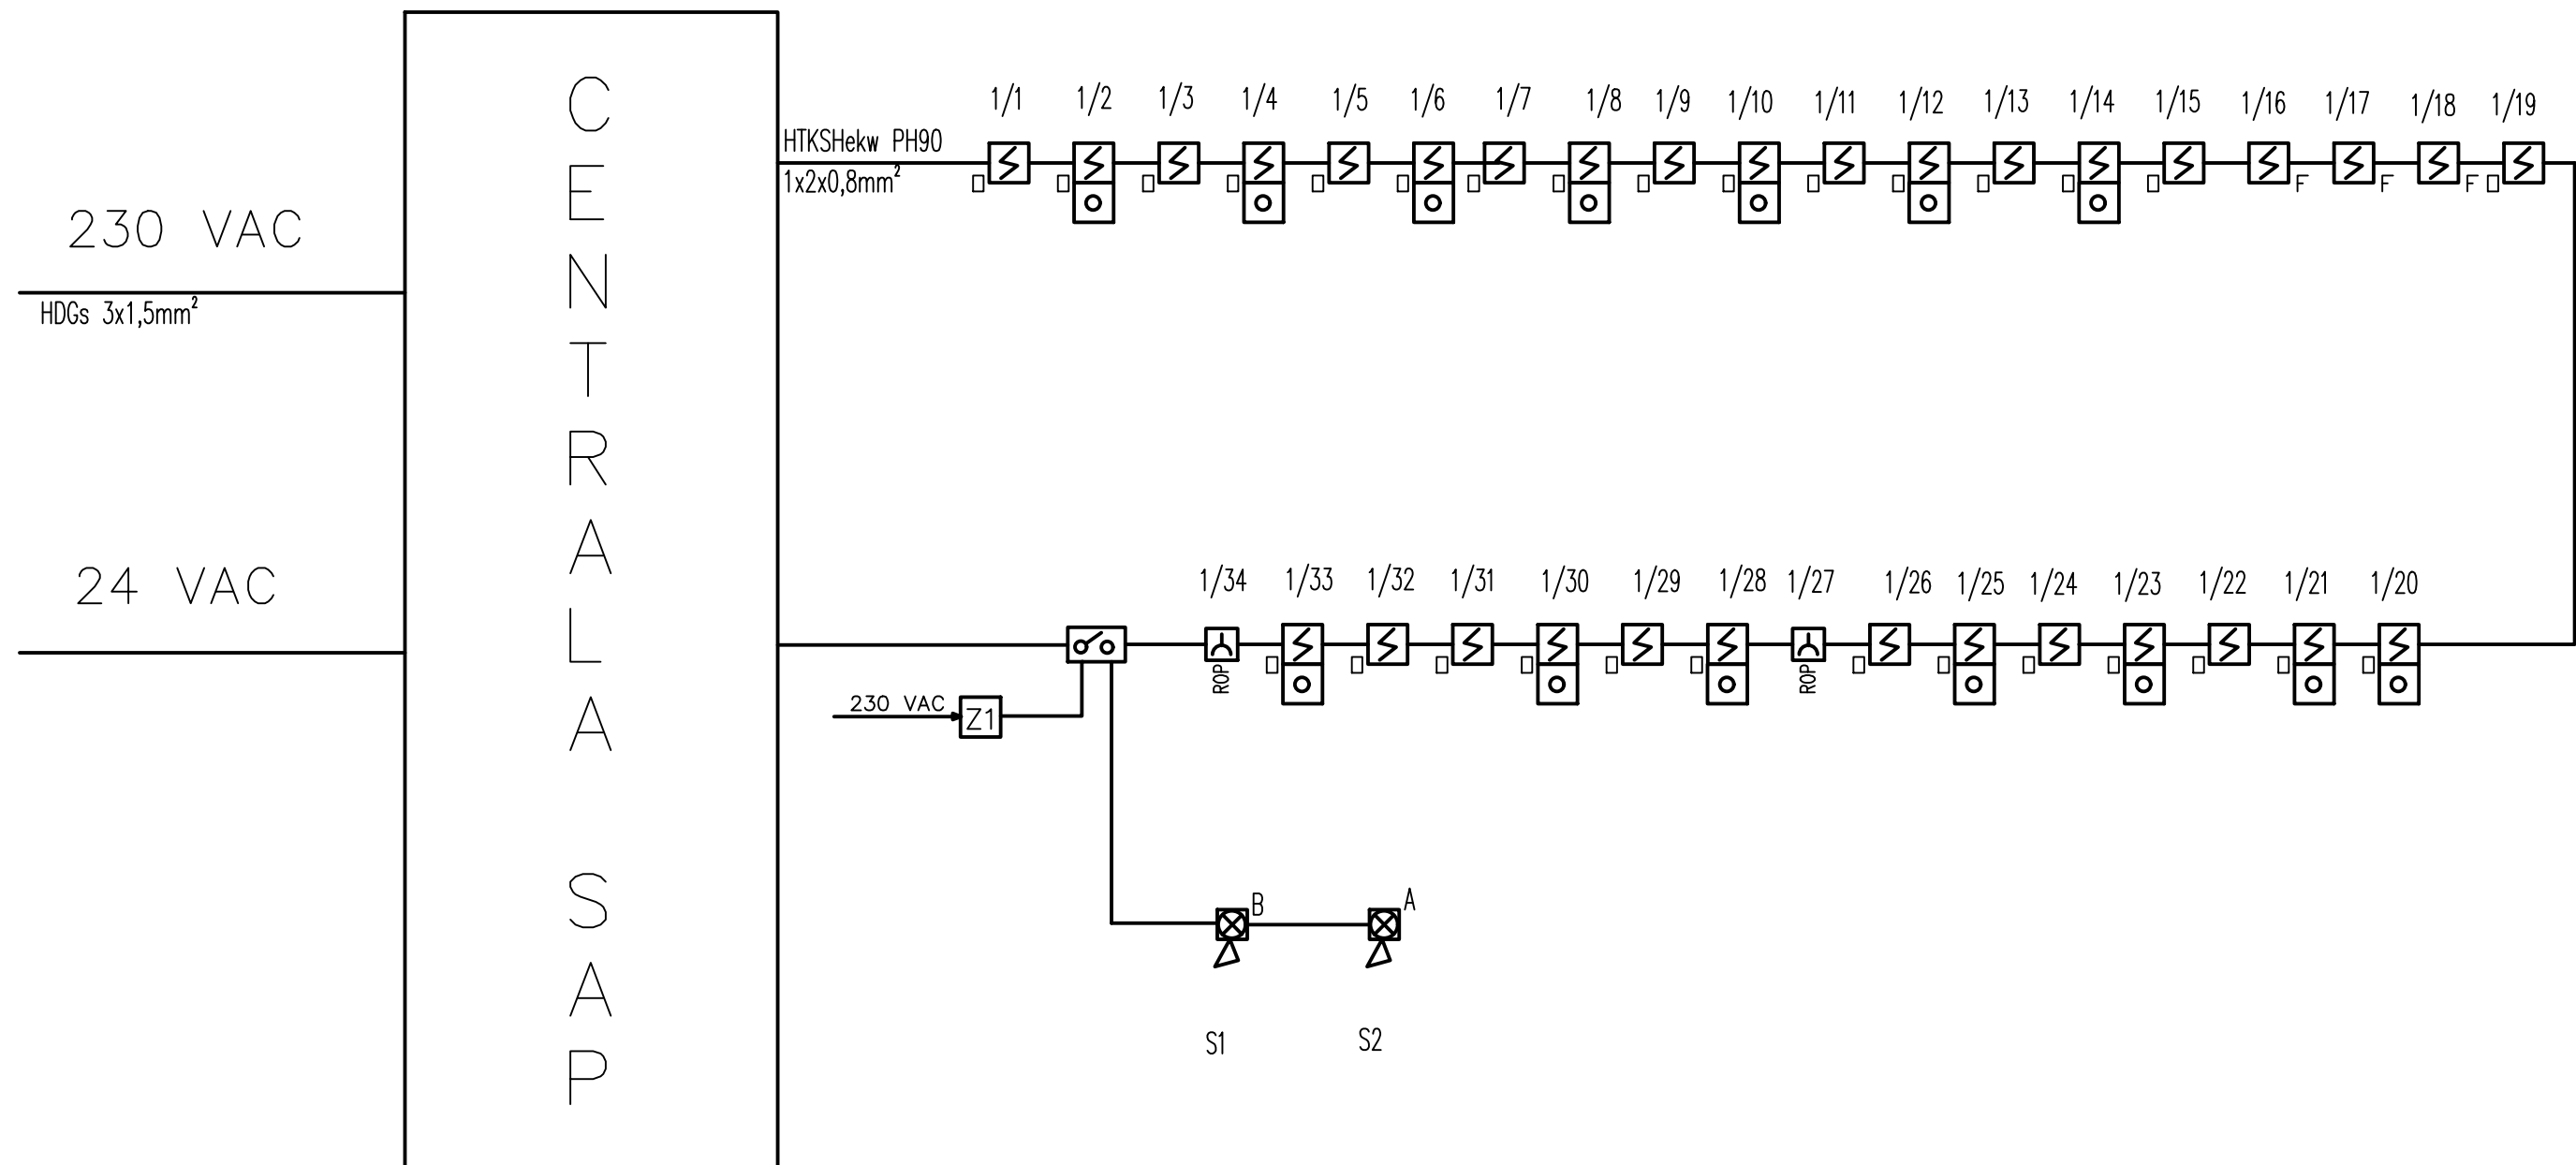 CENTRALA SAP
230 VAC
HDGs 3x1,5mm²
24 VAC
HTKSHekw PH90
1x2x0,8mm²
1/1 1/2 1/3 1/4 1/5 1/6 1/7 1/8 1/9 1/10 1/11 1/12 1/13 1/14 1/15 1/16 1/17 1/18 1/19
F F F
1/34 1/33 1/32 1/31 1/30 1/29 1/28 1/27 1/26 1/25 1/24 1/23 1/22 1/21 1/20
ROP ROP
230 VAC
Z1
B A
S1 S2